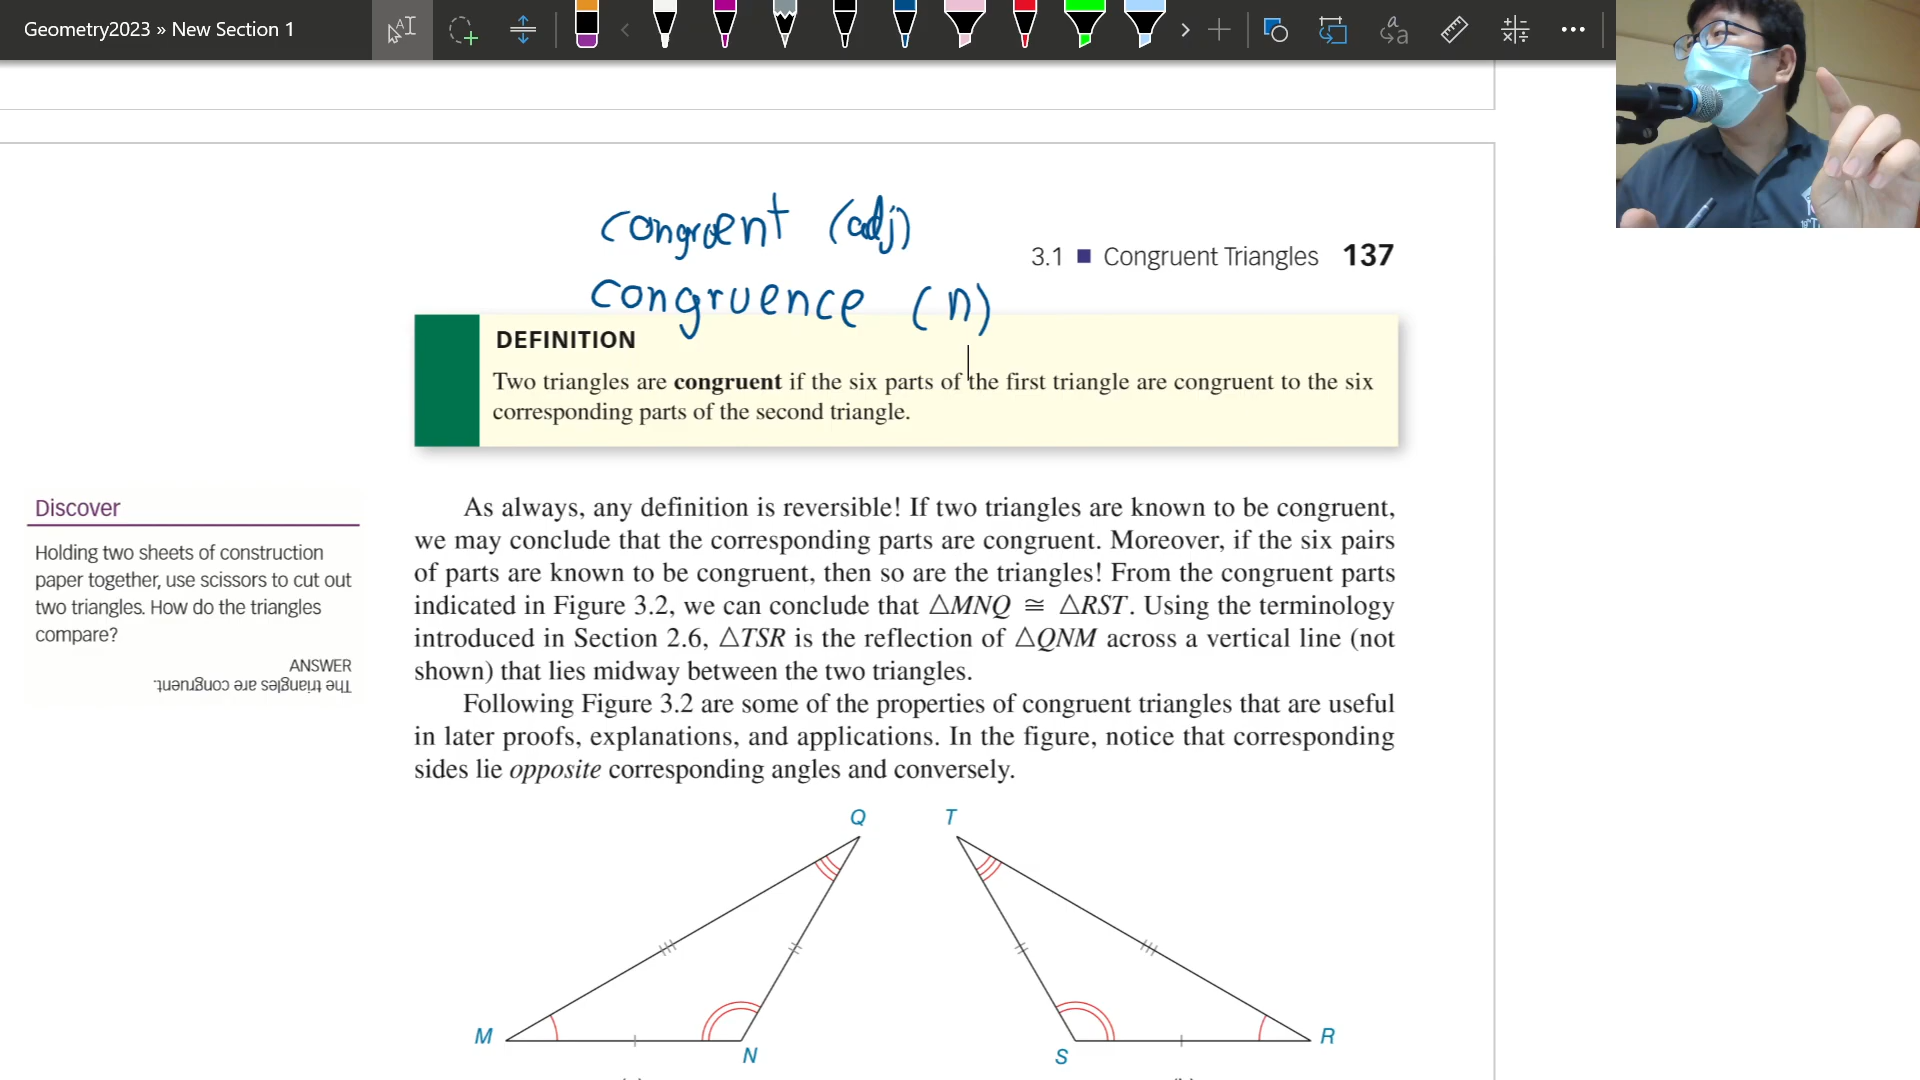 Geometry2023 » New Section 1
congruent (adj)
3.1 ■ Congruent Triangles 137
congruence (n)
DEFINITION
Two triangles are congruent if the six parts of the first triangle are congruent to the six
corresponding parts of the second triangle.
Discover
Holding two sheets of construction
paper together, use scissors to cut out
two triangles. How do the triangles
compare?
ANSWER
The triangles are congruent.
As always, any definition is reversible! If two triangles are known to be congruent,
we may conclude that the corresponding parts are congruent. Moreover, if the six pairs
of parts are known to be congruent, then so are the triangles! From the congruent parts
indicated in Figure 3.2, we can conclude that △MNQ ≅ △RST. Using the terminology
introduced in Section 2.6, △TSR is the reflection of △QNM across a vertical line (not
shown) that lies midway between the two triangles.
Following Figure 3.2 are some of the properties of congruent triangles that are useful
in later proofs, explanations, and applications. In the figure, notice that corresponding
sides lie opposite corresponding angles and conversely.
Q T
M N S R